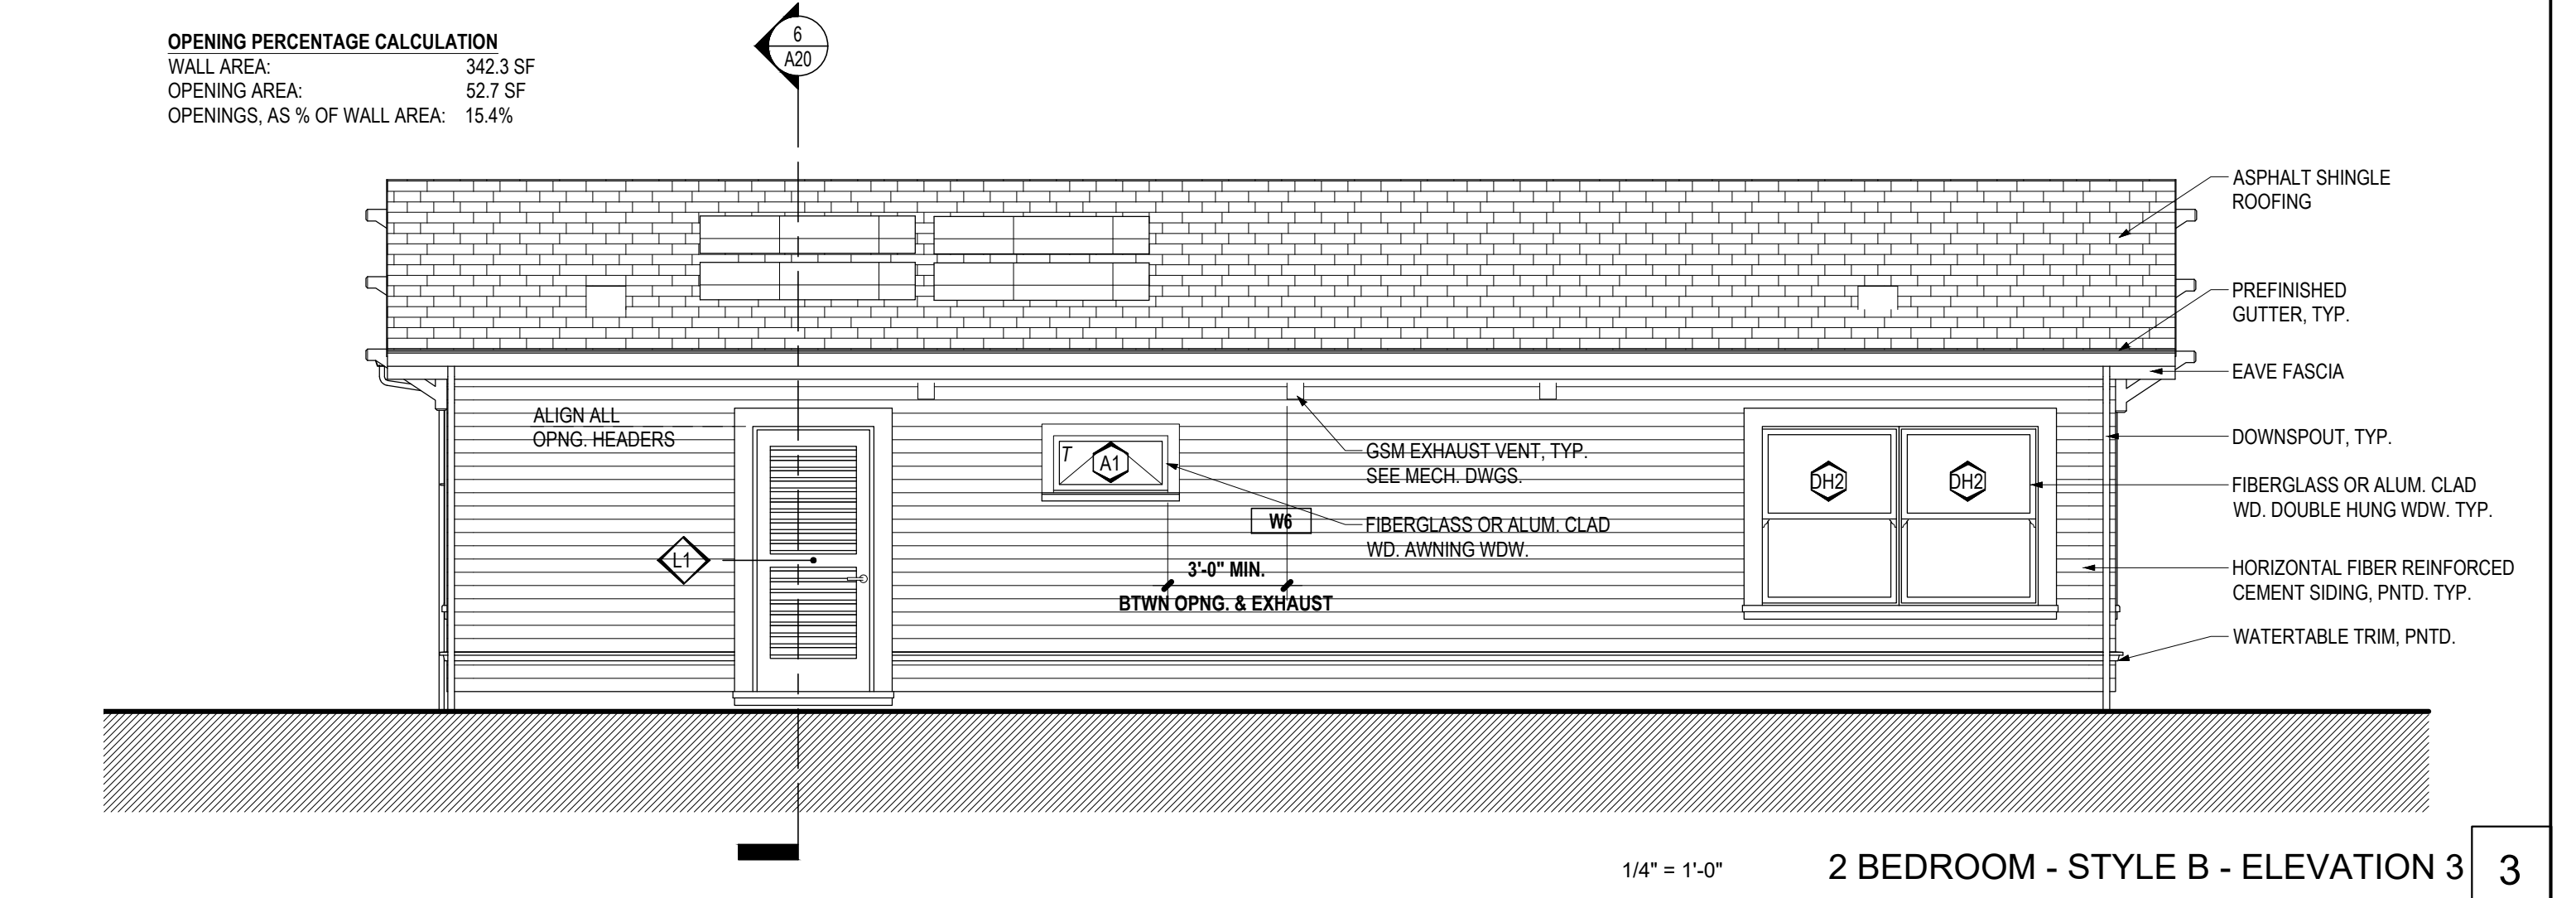 OPENING PERCENTAGE CALCULATION
WALL AREA: 342.3 SF
OPENING AREA: 52.7 SF
OPENINGS, AS % OF WALL AREA: 15.4%
6
A20
ASPHALT SHINGLE
ROOFING
PREFINISHED
GUTTER, TYP.
EAVE FASCIA
ALIGN ALL
OPNG. HEADERS
DOWNSPOUT, TYP.
GSM EXHAUST VENT, TYP.
SEE MECH. DWGS.
T
A1
DH2
DH2
FIBERGLASS OR ALUM. CLAD
WD. DOUBLE HUNG WDW. TYP.
W6
FIBERGLASS OR ALUM. CLAD
WD. AWNING WDW.
L1
3'-0" MIN.
BTWN OPNG. & EXHAUST
HORIZONTAL FIBER REINFORCED
CEMENT SIDING, PNTD. TYP.
WATERTABLE TRIM, PNTD.
1/4" = 1'-0"
2 BEDROOM - STYLE B - ELEVATION 3
3